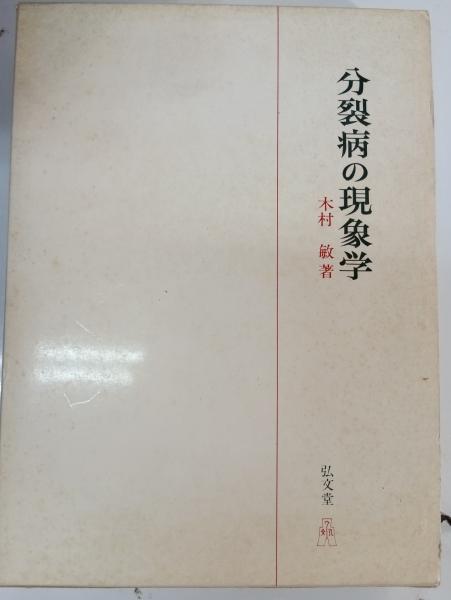 分裂病の現象学
木村 敏 著
弘文堂